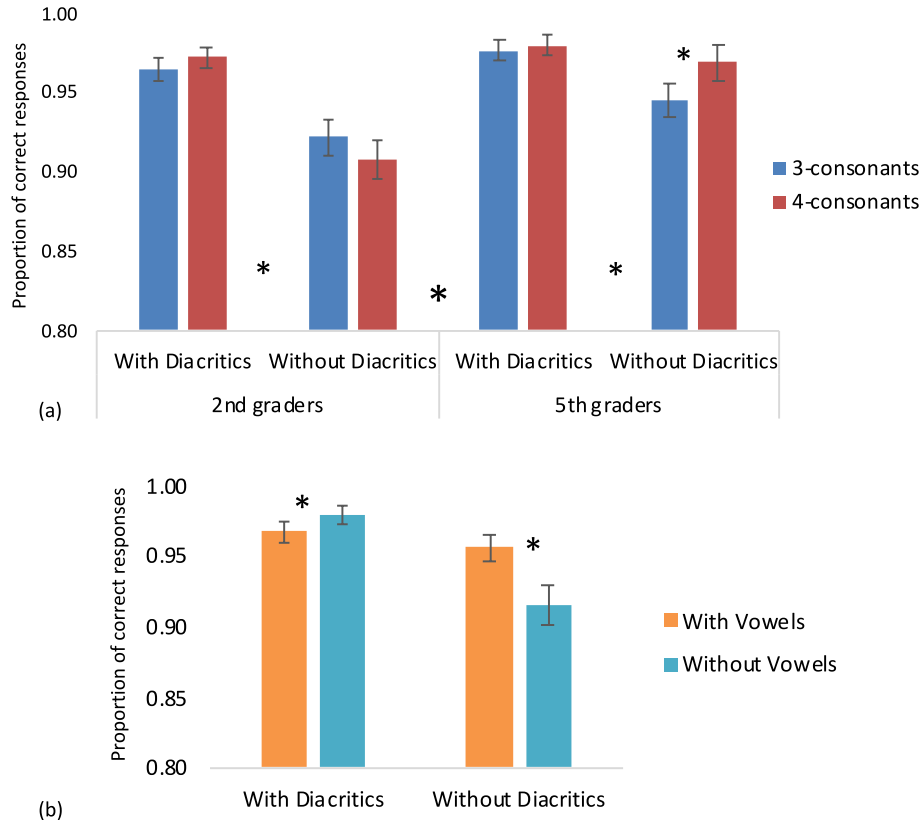 1.00
0.95
0.90
0.85
0.80
Proportion of correct responses
*
*
*
*
3-consonants
4-consonants
With Diacritics Without Diacritics With Diacritics Without Diacritics
2nd graders 5th graders
(a)
1.00
0.95
0.90
0.85
0.80
Proportion of correct responses
*
*
With Vowels
Without Vowels
With Diacritics Without Diacritics
(b)